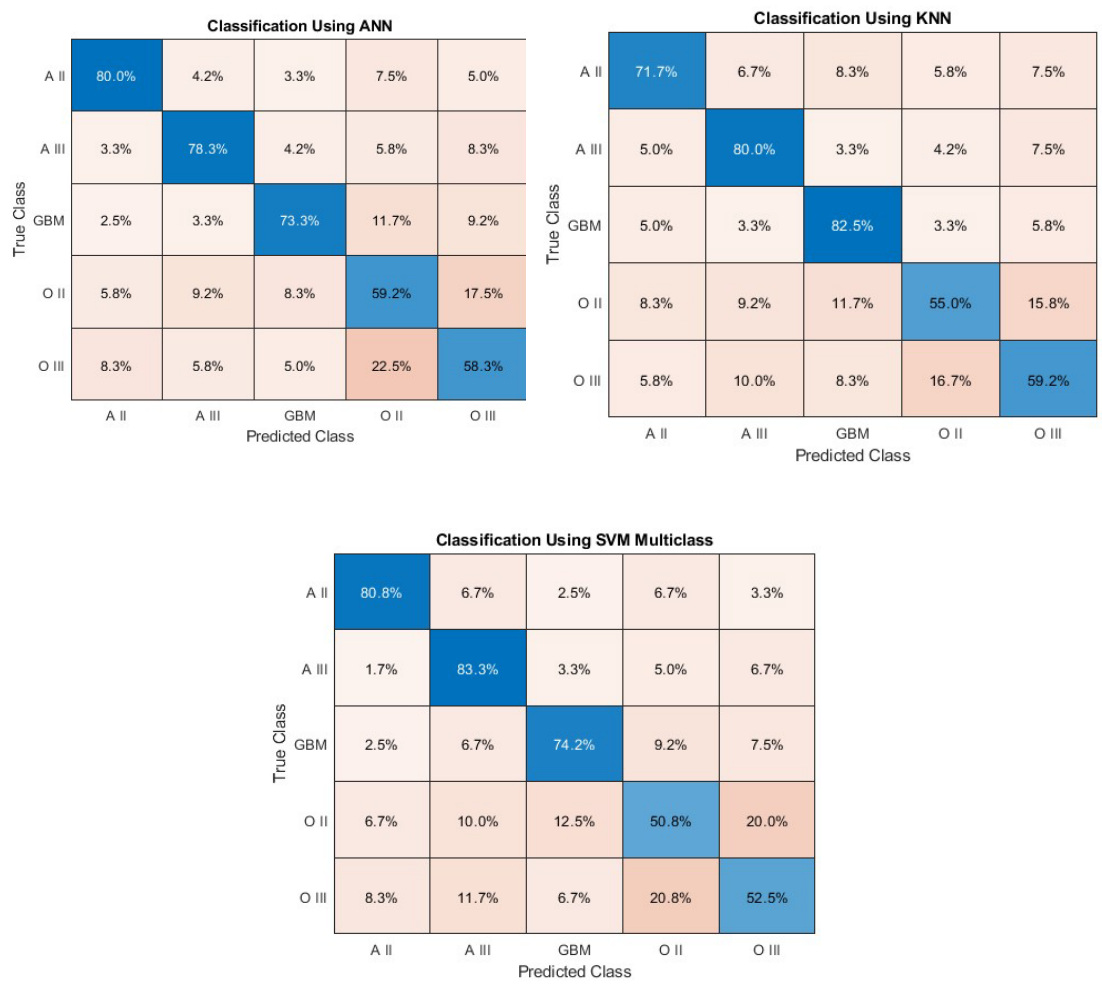 Classification Using ANN
A II 80.0% 4.2% 3.3% 7.5% 5.0%
A III 3.3% 78.3% 4.2% 5.8% 8.3%
GBM 2.5% 3.3% 73.3% 11.7% 9.2%
O II 5.8% 9.2% 8.3% 59.2% 17.5%
O III 8.3% 5.8% 5.0% 22.5% 58.3%
A II A III GBM O II O III
Predicted Class
True Class
Classification Using KNN
A II 71.7% 6.7% 8.3% 5.8% 7.5%
A III 5.0% 80.0% 3.3% 4.2% 7.5%
GBM 5.0% 3.3% 82.5% 3.3% 5.8%
O II 8.3% 9.2% 11.7% 55.0% 15.8%
O III 5.8% 10.0% 8.3% 16.7% 59.2%
A II A III GBM O II O III
Predicted Class
True Class
Classification Using SVM Multiclass
A II 80.8% 6.7% 2.5% 6.7% 3.3%
A III 1.7% 83.3% 3.3% 5.0% 6.7%
GBM 2.5% 6.7% 74.2% 9.2% 7.5%
O II 6.7% 10.0% 12.5% 50.8% 20.0%
O III 8.3% 11.7% 6.7% 20.8% 52.5%
A II A III GBM O II O III
Predicted Class
True Class